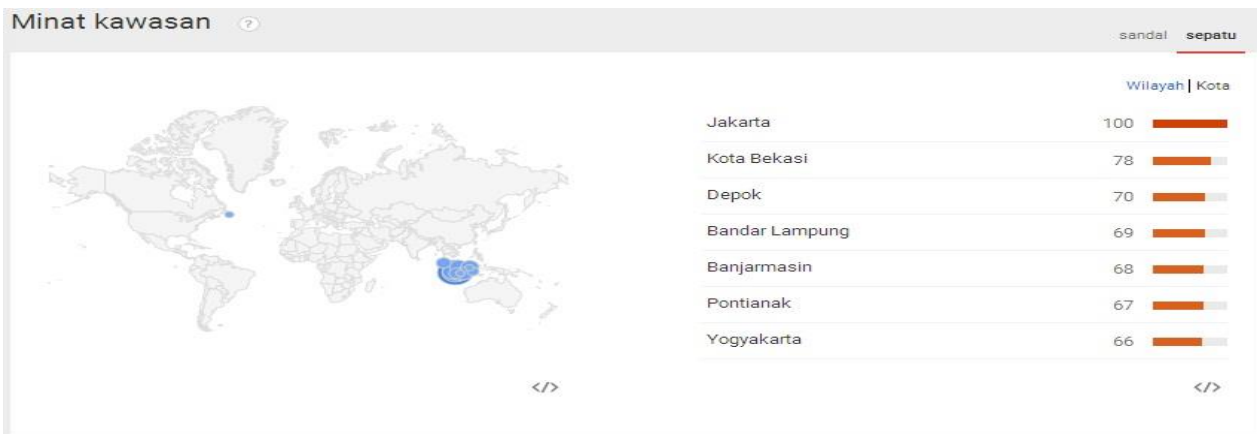 Minat kawasan ?
sandal sepatu
Wilayah | Kota
Jakarta 100
Kota Bekasi 78
Depok 70
Bandar Lampung 69
Banjarmasin 68
Pontianak 67
Yogyakarta 66
</> </>